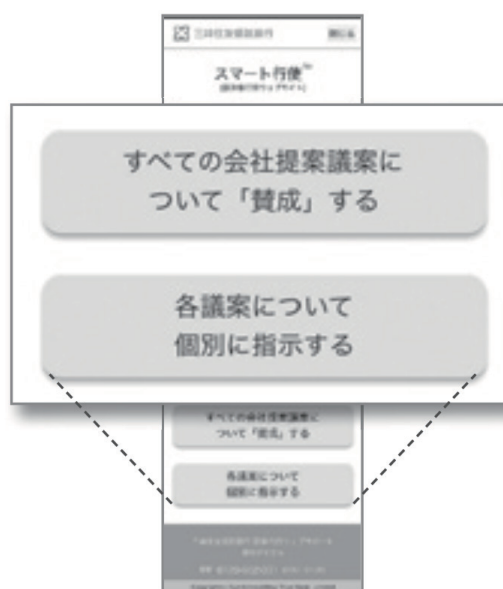 三井住友信託銀行
閉じる
スマート行使
すべての会社提案議案に
ついて「賛成」する
各議案について
個別に指示する
すべての会社提案議案に
ついて「賛成」する
各議案について
個別に指示する